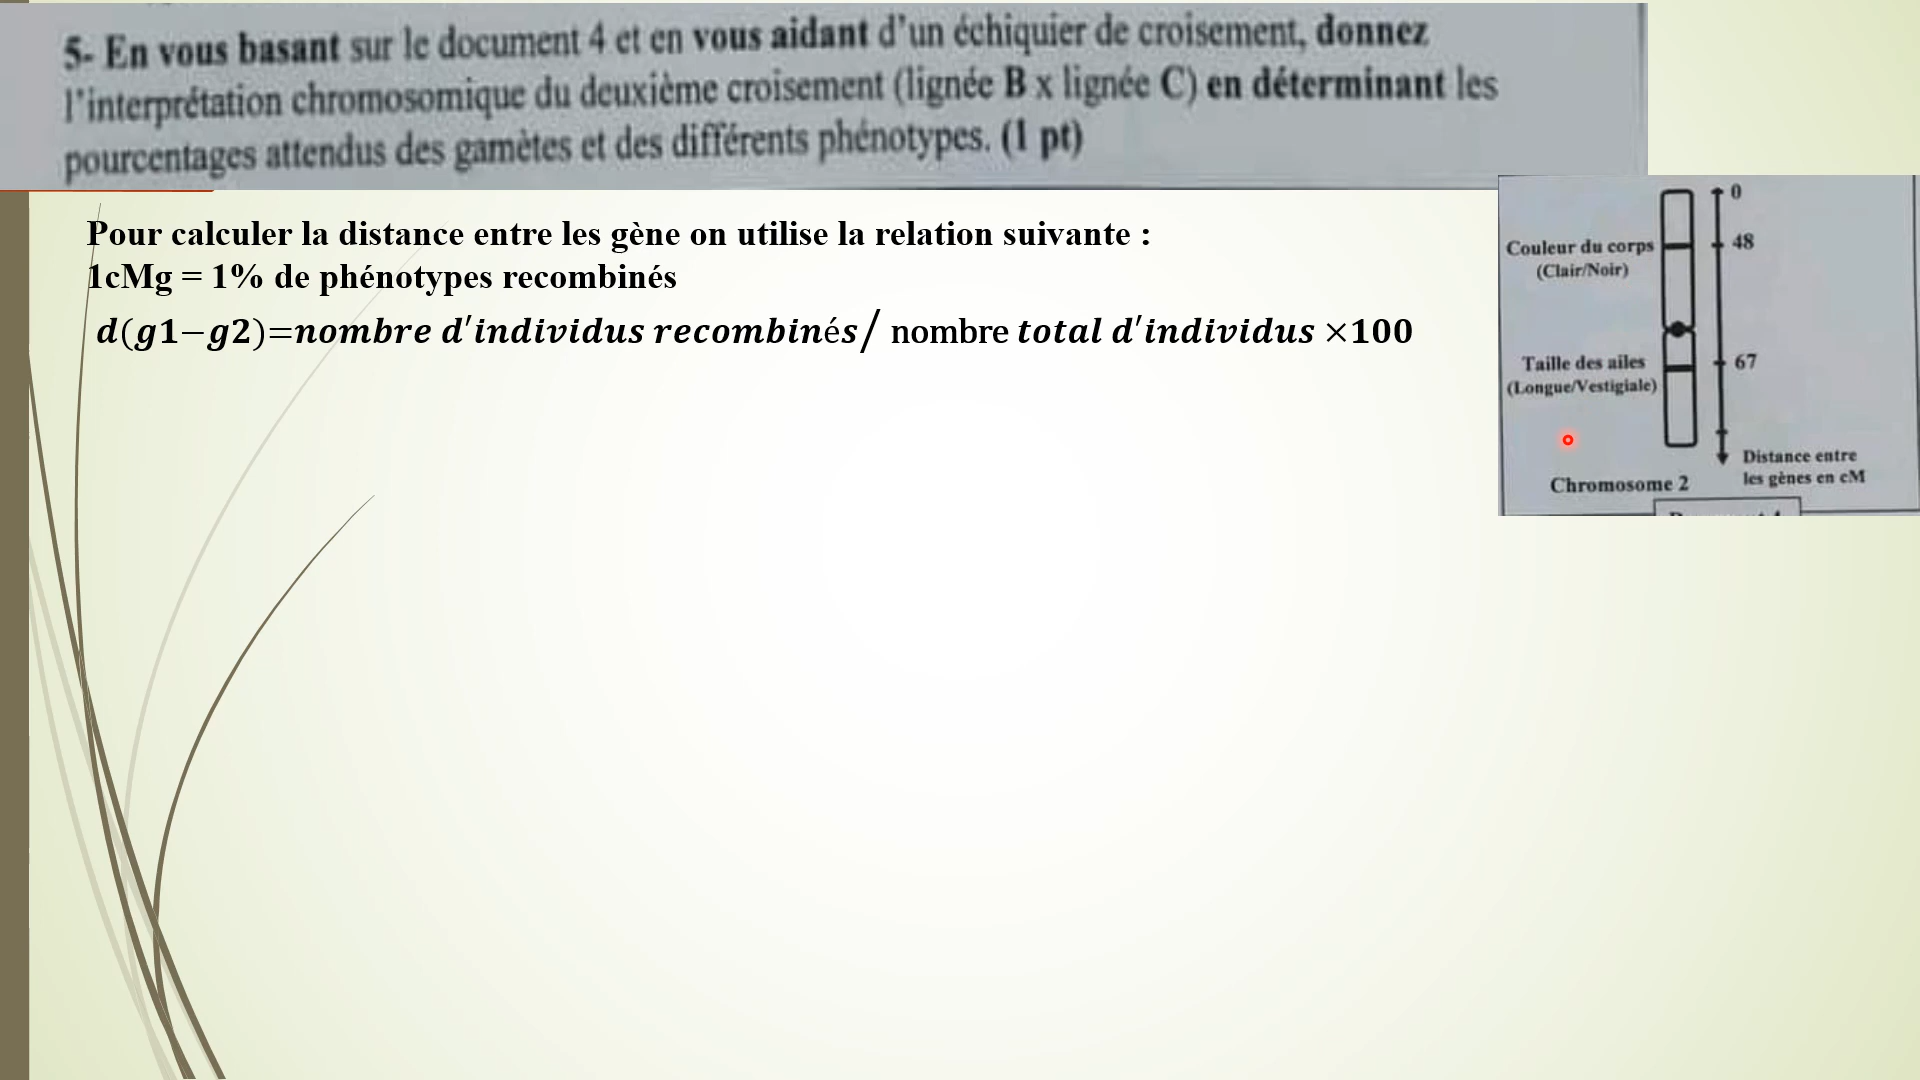 5- En vous basant sur le document 4 et en vous aidant d'un échiquier de croisement, donnez
l'interprétation chromosomique du deuxième croisement (lignée B x lignée C) en déterminant les
pourcentages attendus des gamètes et des différents phénotypes. (1 pt)
Pour calculer la distance entre les gène on utilise la relation suivante :
1cMg = 1% de phénotypes recombinés
d(g1−g2)=nombre d'individus recombinés/ nombre total d'individus ×100
0
Couleur du corps
(Clair/Noir)
48
Taille des ailes
(Longue/Vestigiale)
67
Distance entre
les gènes en cM
Chromosome 2